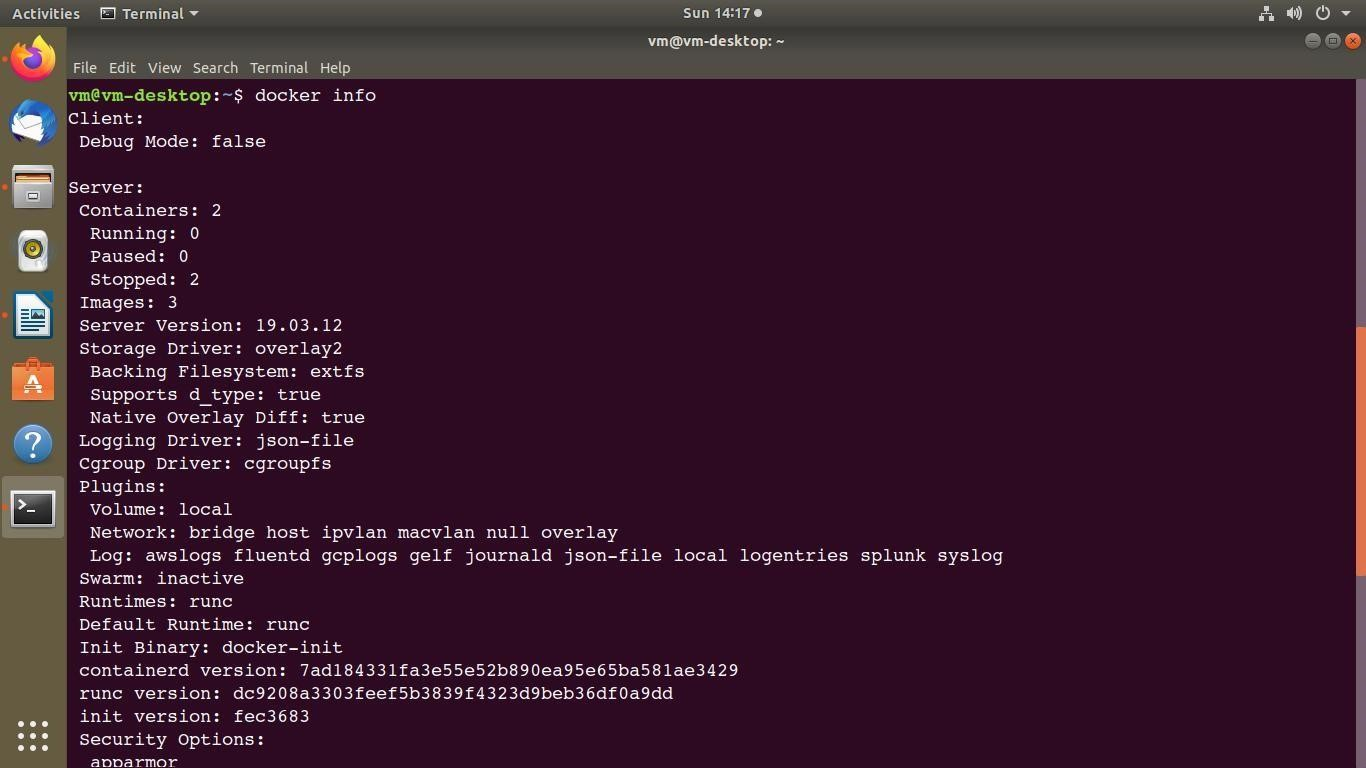 Activities Terminal Sun 14:17
vm@vm-desktop: ~
File Edit View Search Terminal Help
vm@vm-desktop:~$ docker info
Client:
Debug Mode: false
Server:
Containers: 2
Running: 0
Paused: 0
Stopped: 2
Images: 3
Server Version: 19.03.12
Storage Driver: overlay2
Backing Filesystem: extfs
Supports d_type: true
Native Overlay Diff: true
Logging Driver: json-file
Cgroup Driver: cgroupfs
Plugins:
Volume: local
Network: bridge host ipvlan macvlan null overlay
Log: awslogs fluentd gcplogs gelf journald json-file local logentries splunk syslog
Swarm: inactive
Runtimes: runc
Default Runtime: runc
Init Binary: docker-init
containerd version: 7ad184331fa3e55e52b890ea95e65ba581ae3429
runc version: dc9208a3303feef5b3839f4323d9beb36df0a9dd
init version: fec3683
Security Options:
apparmor